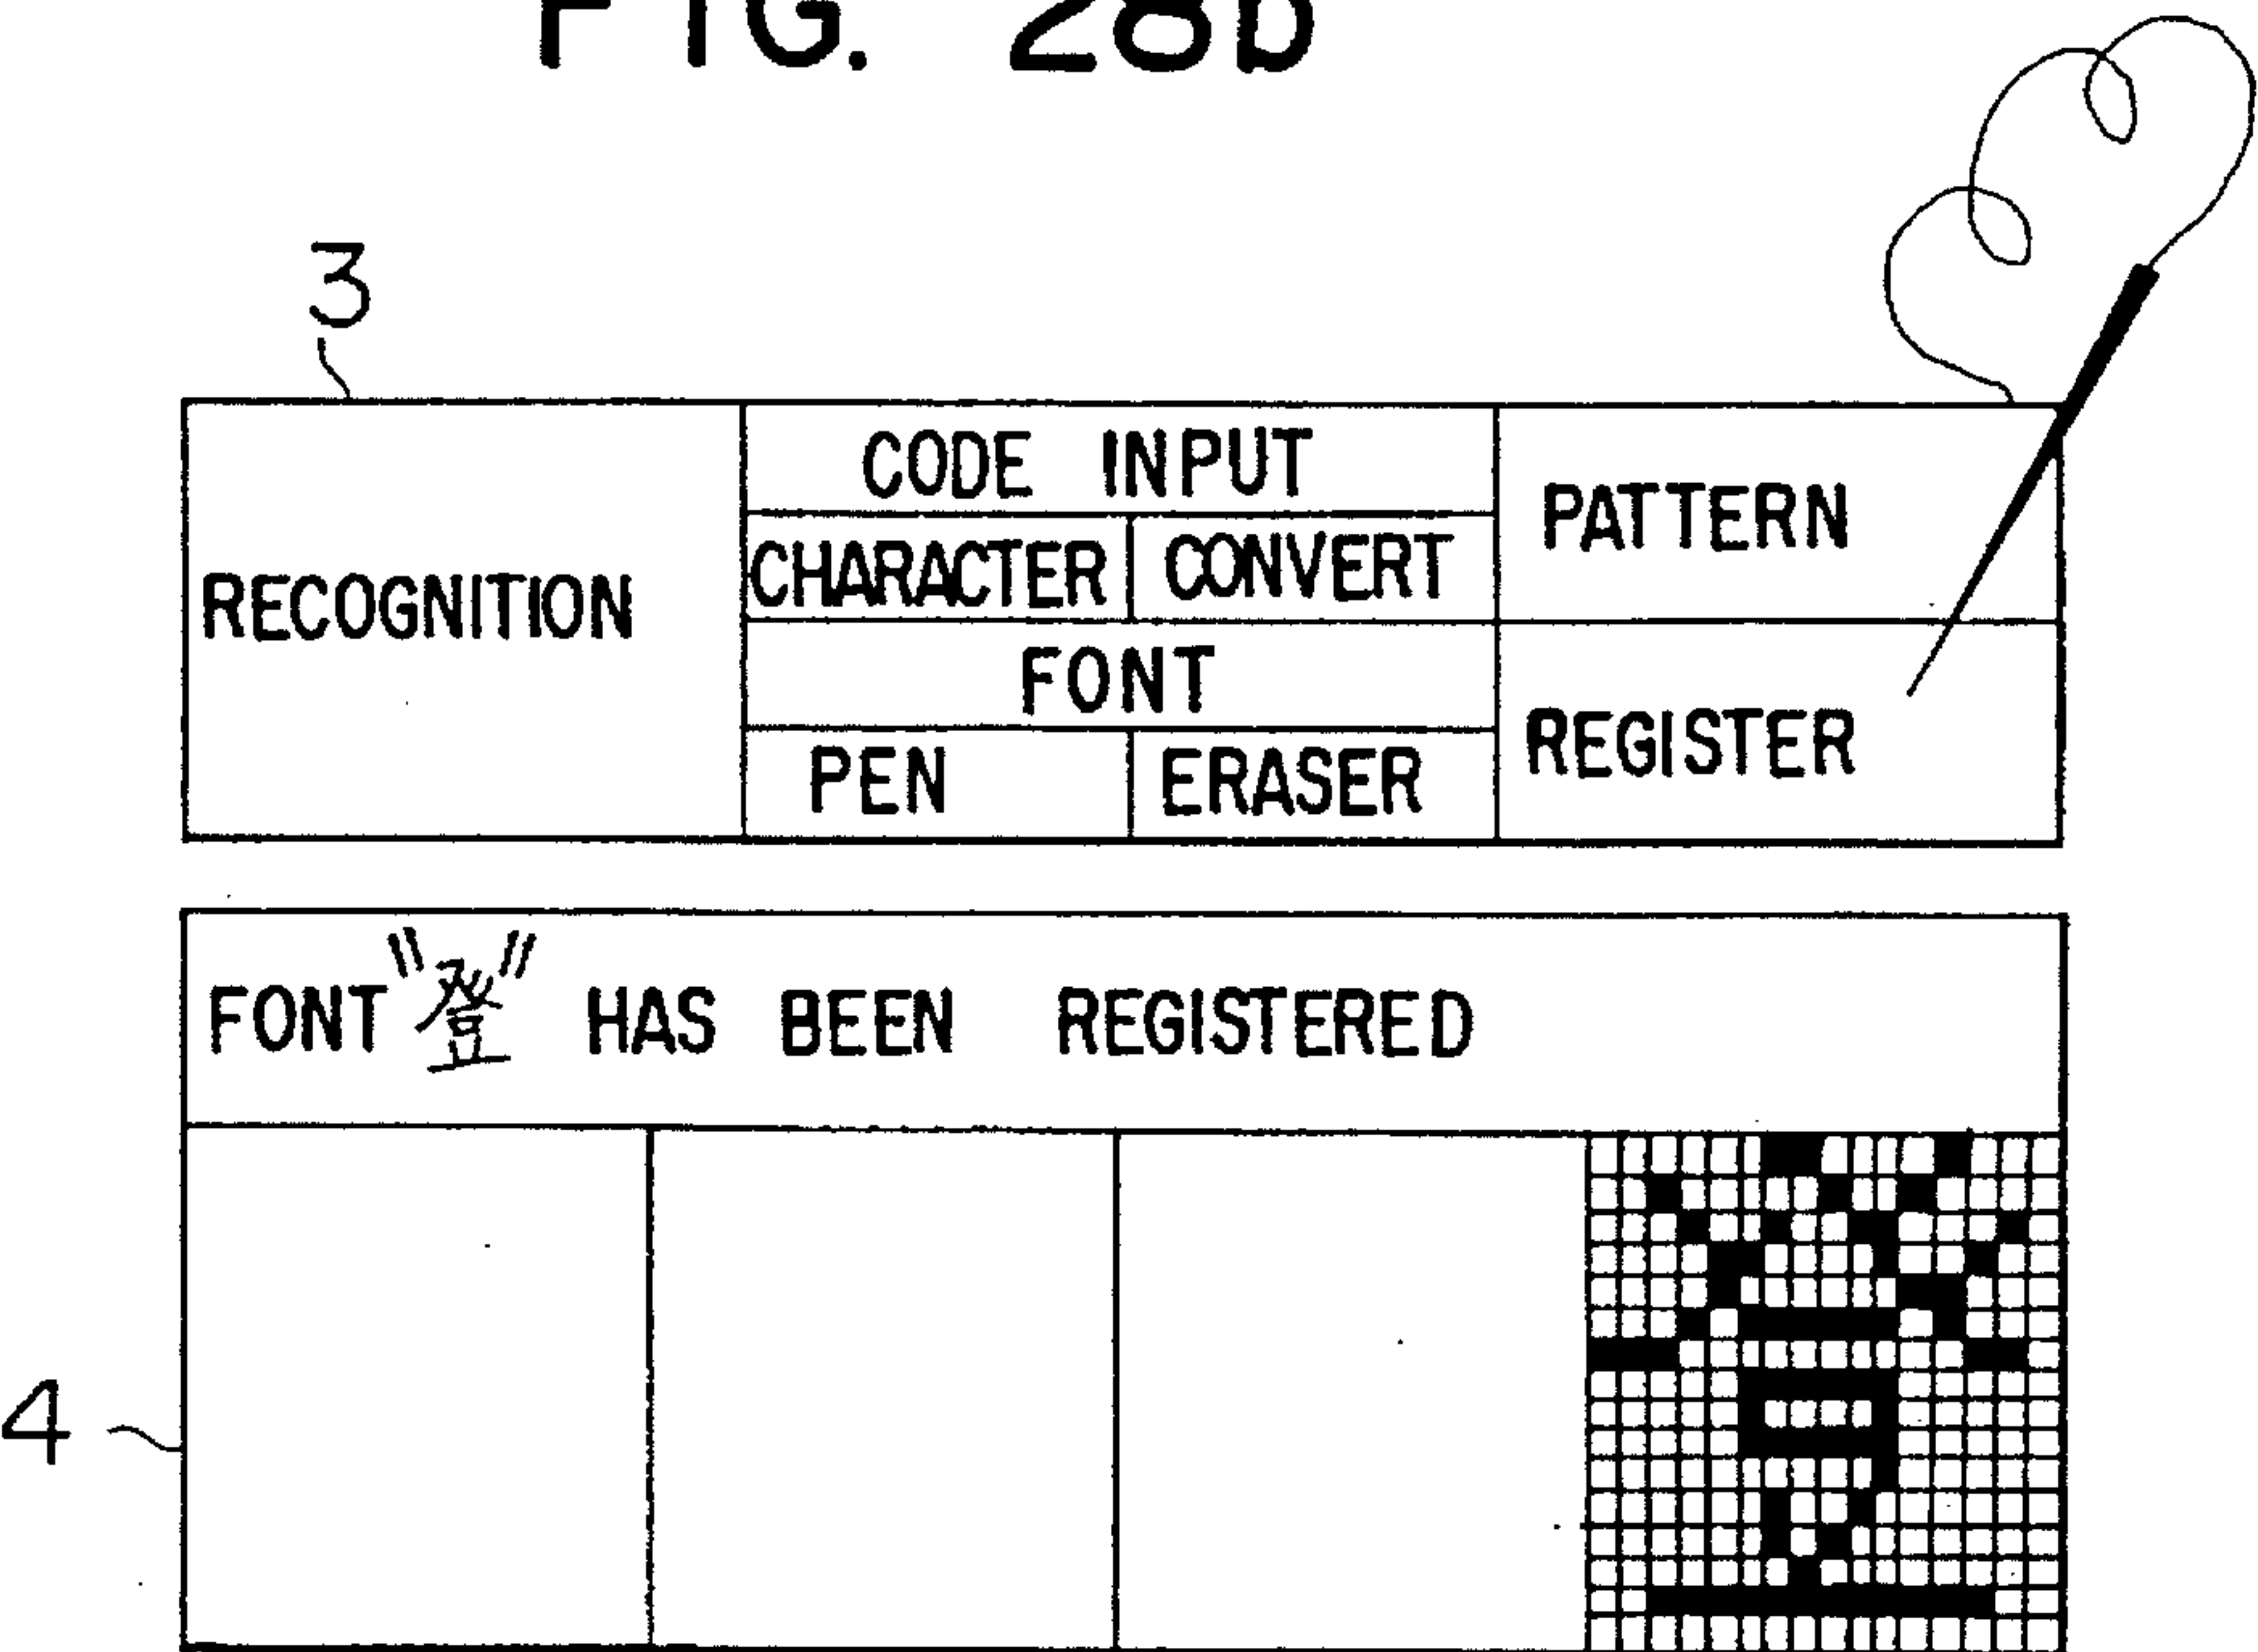 FIG. 28b
3
RECOGNITION
CODE INPUT
CHARACTER CONVERT
FONT
PEN ERASER
PATTERN
REGISTER
FONT "登" HAS BEEN REGISTERED
4